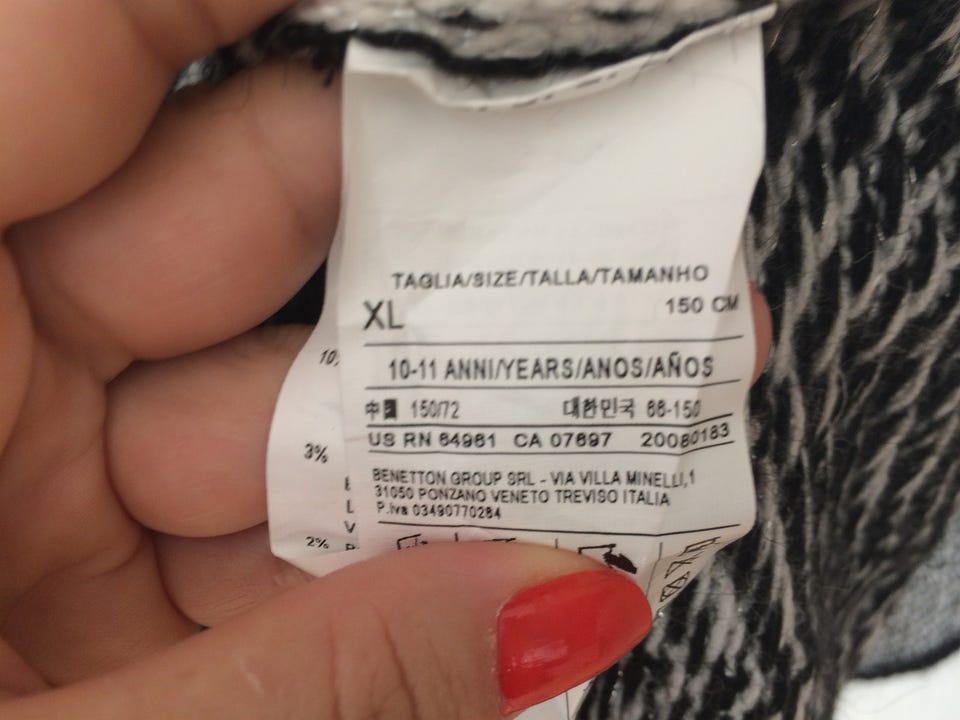 TAGLIA/SIZE/TALLA/TAMANHO
XL 150 CM
10-11 ANNI/YEARS/ANOS/AÑOS
中国 150/72 대한민국 66-150
US RN 64961 CA 07697 20080183
BENETTON GROUP SRL - VIA VILLA MINELLI,1
31050 PONZANO VENETO TREVISO ITALIA
P.Iva 03490770264
3%
2%